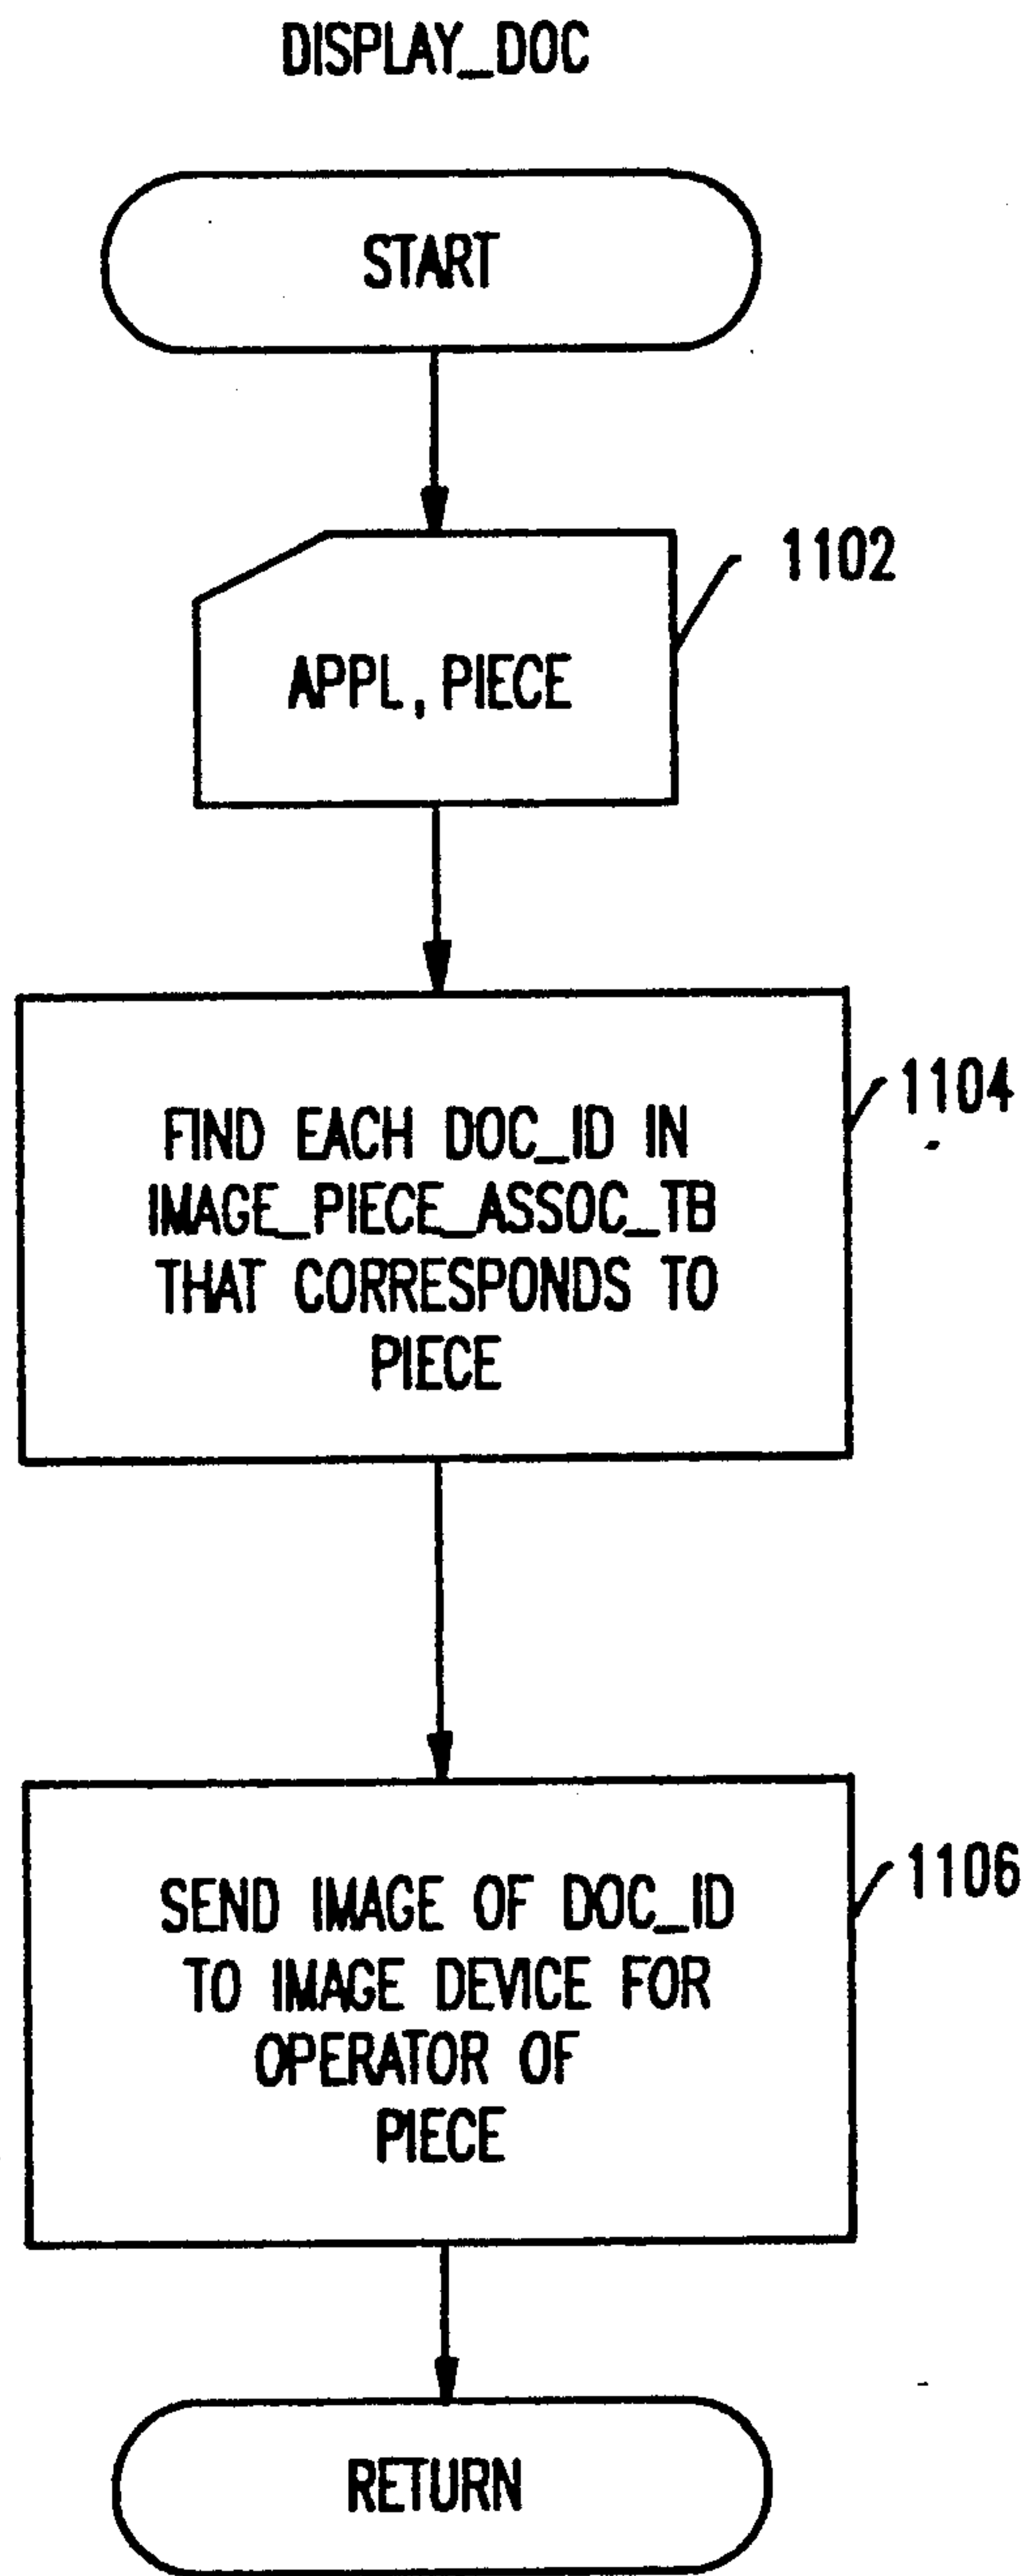 DISPLAY_DOC
START
1102
APPL, PIECE
1104
FIND EACH DOC_ID IN
IMAGE_PIECE_ASSOC_TB
THAT CORRESPONDS TO
PIECE
1106
SEND IMAGE OF DOC_ID
TO IMAGE DEVICE FOR
OPERATOR OF
PIECE
RETURN